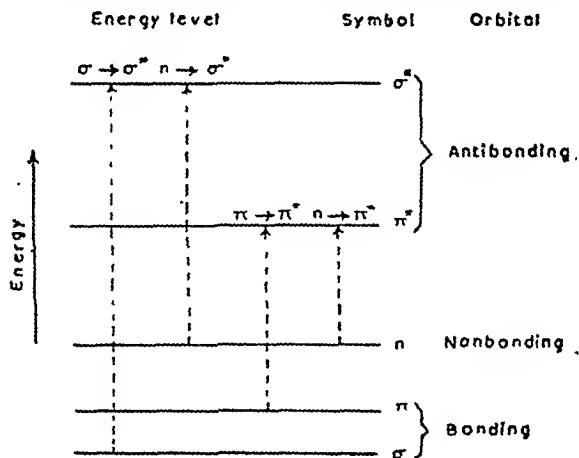 Energy level Symbol Orbital
σ → σ* n → σ*
σ*
Antibonding.
π → π* n → π*
π*
Energy
n Nonbonding.
π
Bonding
σ